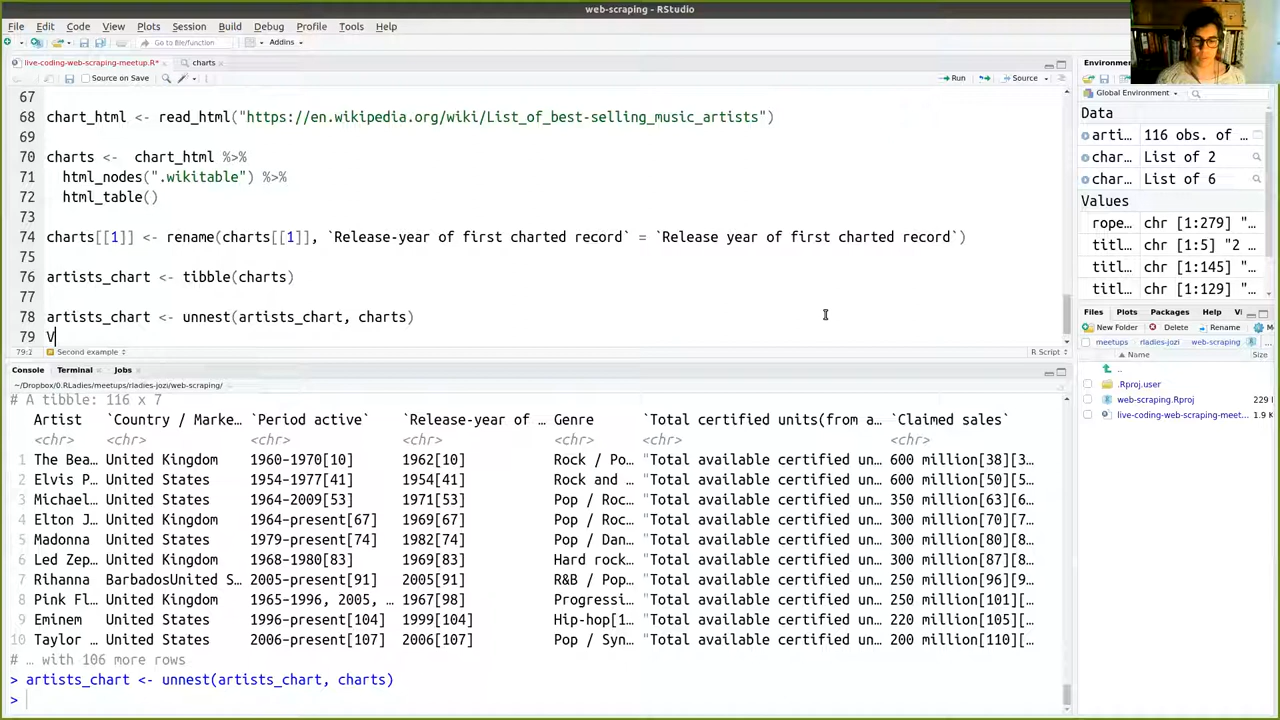 web-scraping - RStudio
File Edit Code View Plots Session Build Debug Profile Tools Help
Go to file/function Addins
live-coding-web-scraping-meetup.R* charts
Source on Save Run Source
67
68 chart_html <- read_html("https://en.wikipedia.org/wiki/List_of_best-selling_music_artists")
69
70 charts <-  chart_html %>%
71 html_nodes(".wikitable") %>%
72 html_table()
73
74 charts[[1]] <- rename(charts[[1]], `Release-year of first charted record` = `Release year of first charted record`)
75
76 artists_chart <- tibble(charts)
77
78 artists_chart <- unnest(artists_chart, charts)
79 V
79:2 Second example R Script
Console Terminal Jobs
~/Dropbox/0.RLadies/meetups/rladies-jozi/web-scraping/
# A tibble: 116 x 7
Artist `Country / Marke… `Period active` `Release-year of … Genre `Total certified units(from a… `Claimed sales`
<chr> <chr> <chr> <chr> <chr> <chr> <chr>
1 The Bea… United Kingdom 1960–1970[10] 1962[10] Rock / Po… "Total available certified un… 600 million[38][3…
2 Elvis P… United States 1954–1977[41] 1954[41] Rock and … "Total available certified un… 600 million[50][5…
3 Michael… United States 1964–2009[53] 1971[53] Pop / Roc… "Total available certified un… 350 million[63][6…
4 Elton J… United Kingdom 1964–present[67] 1969[67] Pop / Roc… "Total available certified un… 300 million[70][7…
5 Madonna United States 1979–present[74] 1982[74] Pop / Dan… "Total available certified un… 300 million[80][8…
6 Led Zep… United Kingdom 1968–1980[83] 1969[83] Hard rock… "Total available certified un… 300 million[87][8…
7 Rihanna BarbadosUnited S… 2005–present[91] 2005[91] R&B / Pop… "Total available certified un… 250 million[96][9…
8 Pink Fl… United Kingdom 1965–1996, 2005, … 1967[98] Progressi… "Total available certified un… 250 million[101][…
9 Eminem United States 1996–present[104] 1999[104] Hip-hop[1… "Total available certified un… 220 million[105][…
10 Taylor … United States 2006–present[107] 2006[107] Pop / Syn… "Total available certified un… 200 million[110][…
# … with 106 more rows
> artists_chart <- unnest(artists_chart, charts)
>
Environme
Global Environment
Data
arti… 116 obs. of …
char… List of 2
char… List of 6
Values
rope… chr [1:279] "…
titl… chr [1:5] "2 …
titl… chr [1:145] "…
titl… chr [1:129] "…
Files Plots Packages Help Vi
New Folder Delete Rename M
meetups rladies-jozi web-scraping …
Name Size
..
.Rproj.user
web-scraping.Rproj 229
live-coding-web-scraping-meet… 1.9